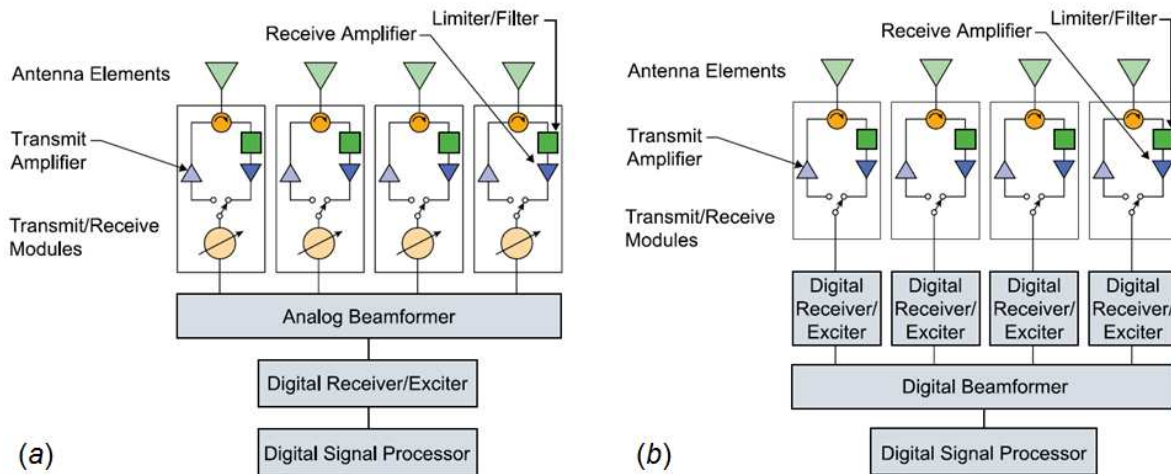 Limiter/Filter
Receive Amplifier
Antenna Elements
Transmit
Amplifier
Transmit/Receive
Modules
Analog Beamformer
Digital Receiver/Exciter
Digital Signal Processor
(a)
Limiter/Filter
Receive Amplifier
Antenna Elements
Transmit
Amplifier
Transmit/Receive
Modules
Digital
Receiver/
Exciter
Digital
Receiver/
Exciter
Digital
Receiver/
Exciter
Digital
Receiver/
Exciter
Digital Beamformer
Digital Signal Processor
(b)